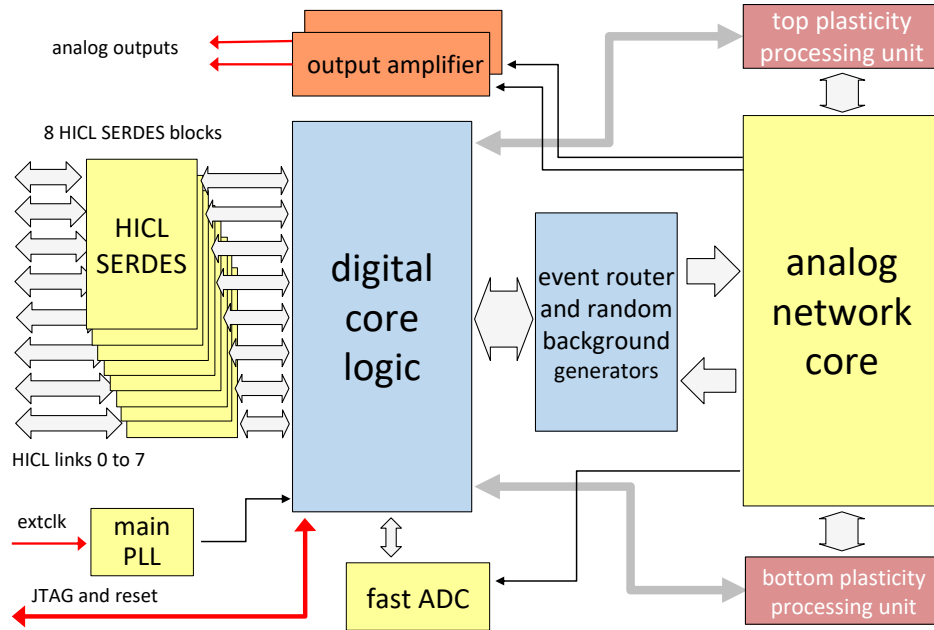 analog outputs
output amplifier
top plasticity
processing unit
8 HICL SERDES blocks
HICL
SERDES
digital
core
logic
event router
and random
background
generators
analog
network
core
HICL links 0 to 7
extclk
main
PLL
JTAG and reset
fast ADC
bottom plasticity
processing unit